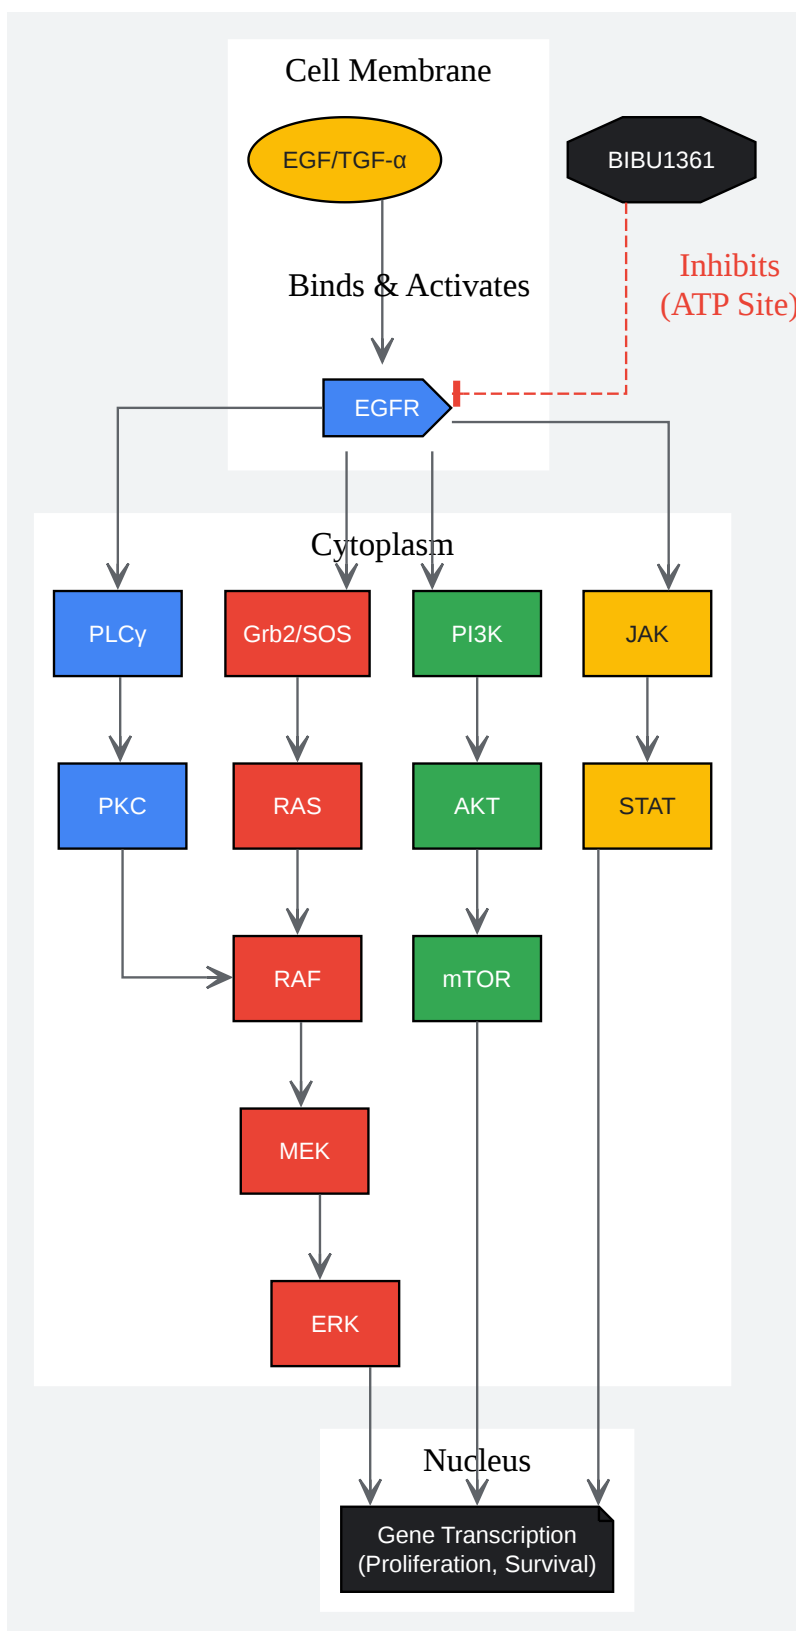 Cell Membrane
EGF/TGF-α
BIBU1361
Binds & Activates
Inhibits
(ATP Site)
EGFR
Cytoplasm
PLCγ
Grb2/SOS
PI3K
JAK
PKC
RAS
AKT
STAT
RAF
mTOR
MEK
ERK
Nucleus
Gene Transcription
(Proliferation, Survival)